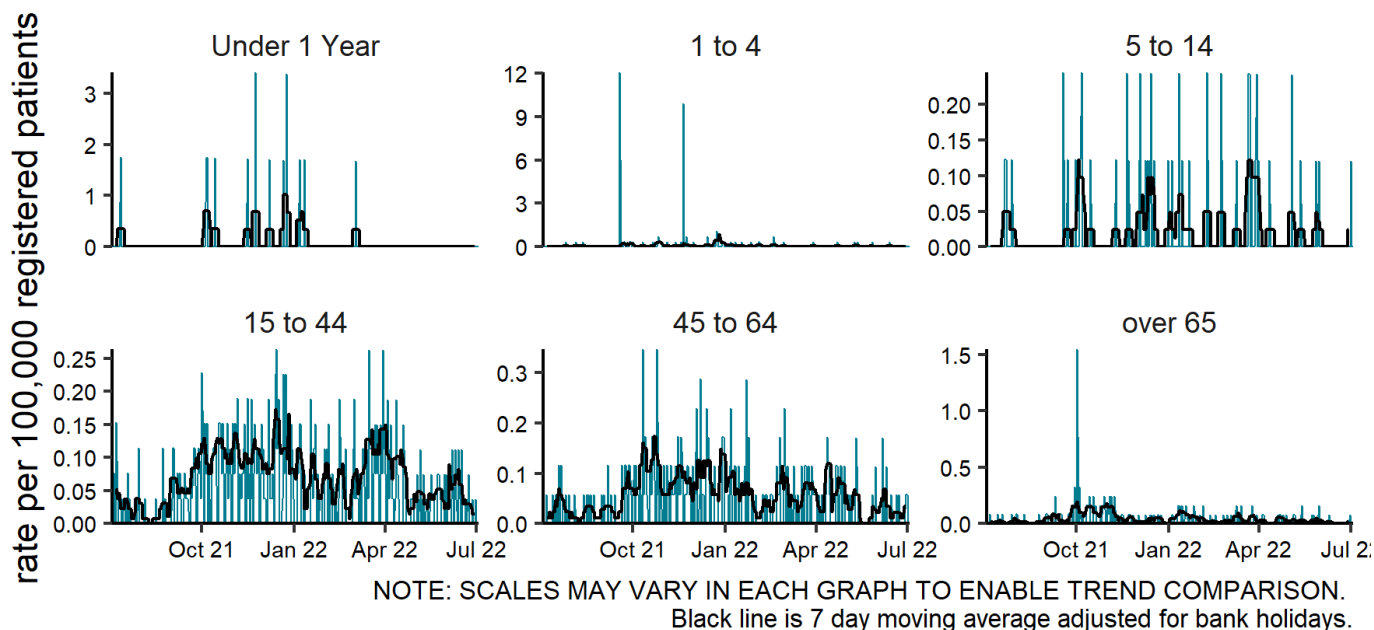 rate per 100,000 registered patients
Under 1 Year
3
2
1
0
1 to 4
12
9
6
3
0
5 to 14
0.20
0.15
0.10
0.05
0.00
15 to 44
0.25
0.20
0.15
0.10
0.05
0.00
Oct 21 Jan 22 Apr 22 Jul 22
45 to 64
0.3
0.2
0.1
0.0
Oct 21 Jan 22 Apr 22 Jul 22
over 65
1.5
1.0
0.5
0.0
Oct 21 Jan 22 Apr 22 Jul 22
NOTE: SCALES MAY VARY IN EACH GRAPH TO ENABLE TREND COMPARISON.
Black line is 7 day moving average adjusted for bank holidays.